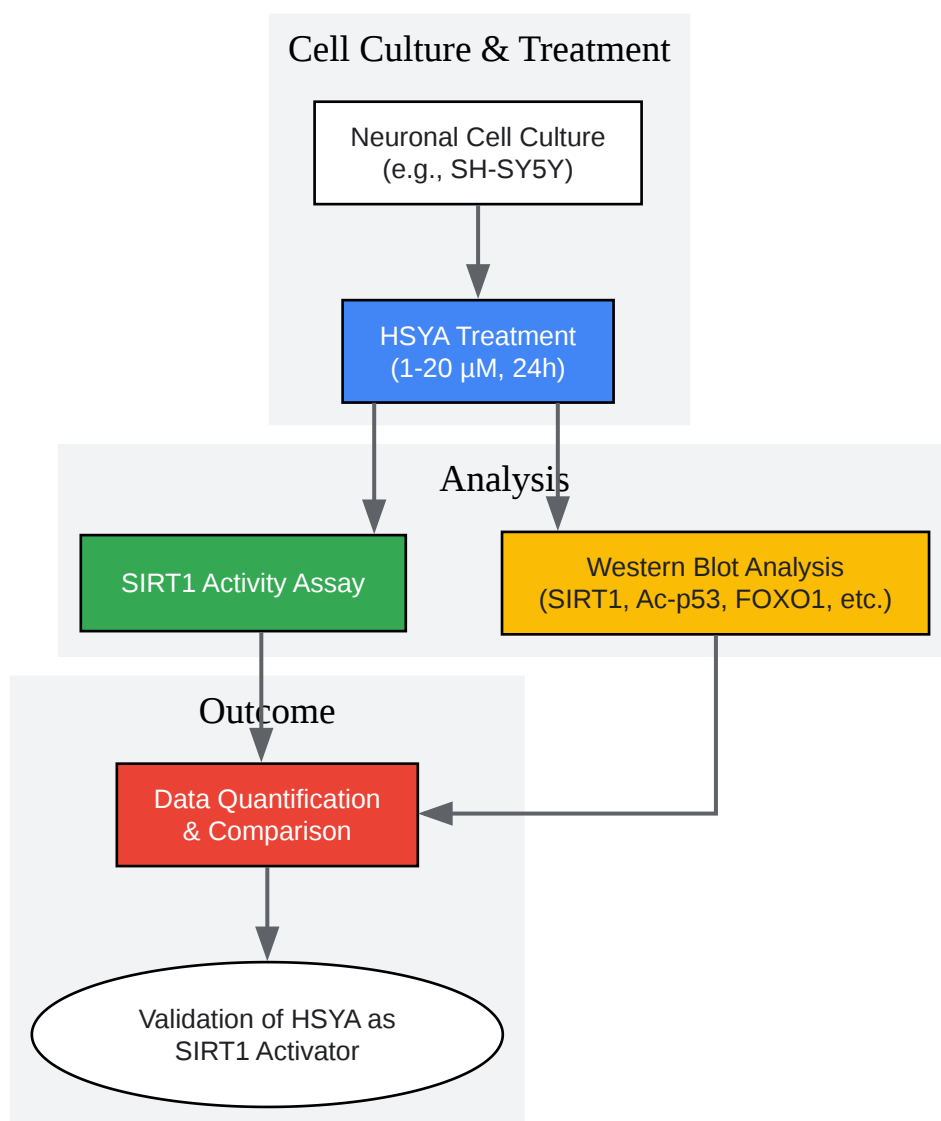 Cell Culture & Treatment
Neuronal Cell Culture
(e.g., SH-SY5Y)
HSYA Treatment
(1-20 µM, 24h)
Analysis
SIRT1 Activity Assay
Western Blot Analysis
(SIRT1, Ac-p53, FOXO1, etc.)
Outcome
Data Quantification
& Comparison
Validation of HSYA as
SIRT1 Activator